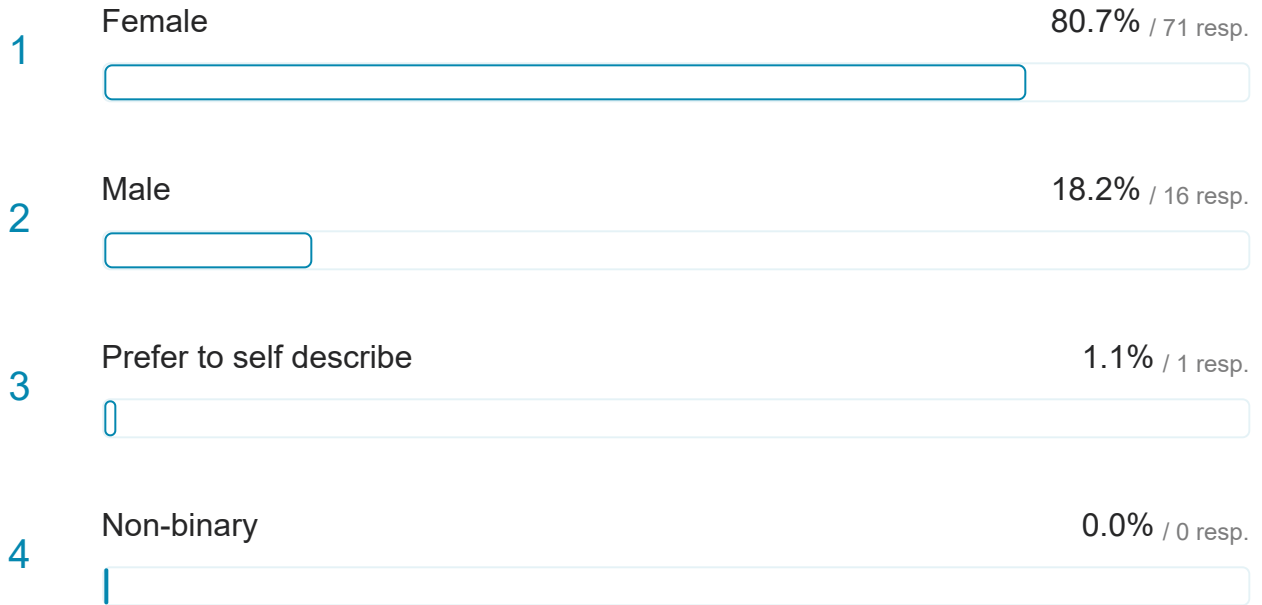 1 Female 80.7% / 71 resp.
2 Male 18.2% / 16 resp.
3 Prefer to self describe 1.1% / 1 resp.
4 Non-binary 0.0% / 0 resp.